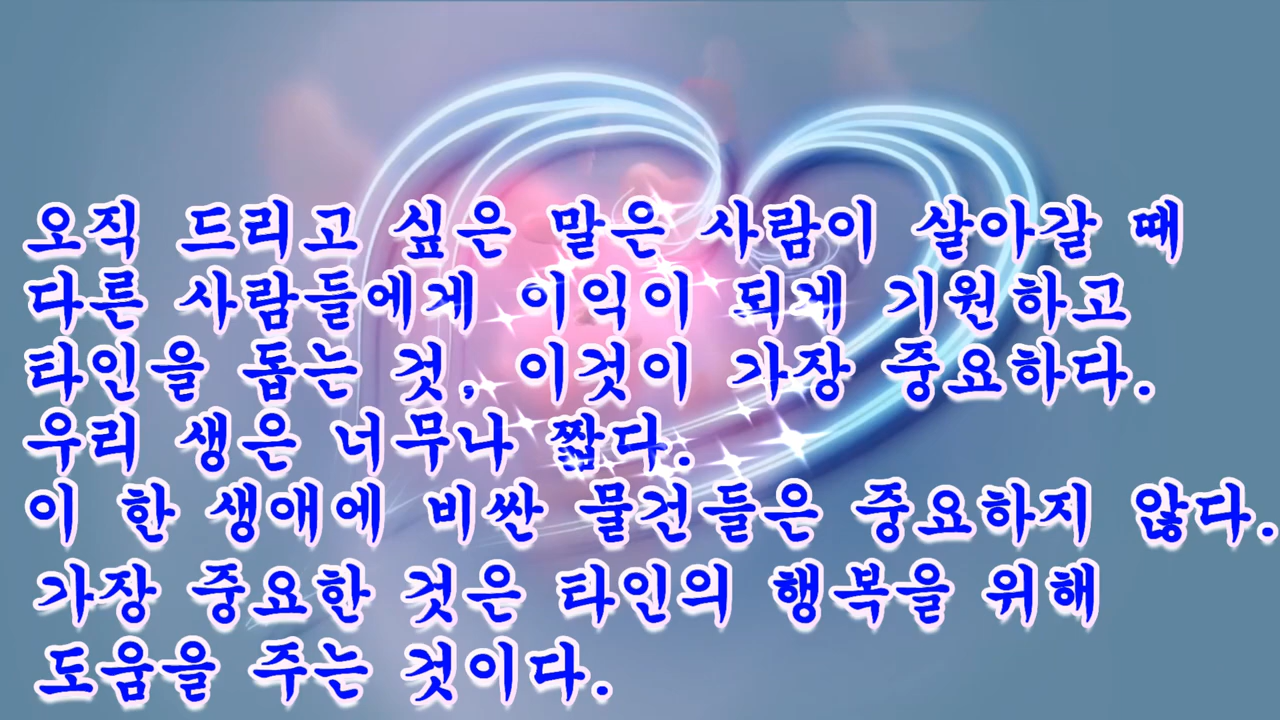 오직 드리고 싶은 말은 사람이 살아갈 때
다른 사람들에게 이익이 되게 기원하고
타인을 돕는 것, 이것이 가장 중요하다.
우리 생은 너무나 짧다.
이 한 생애에 비싼 물건들은 중요하지 않다.
가장 중요한 것은 타인의 행복을 위해
도움을 주는 것이다.